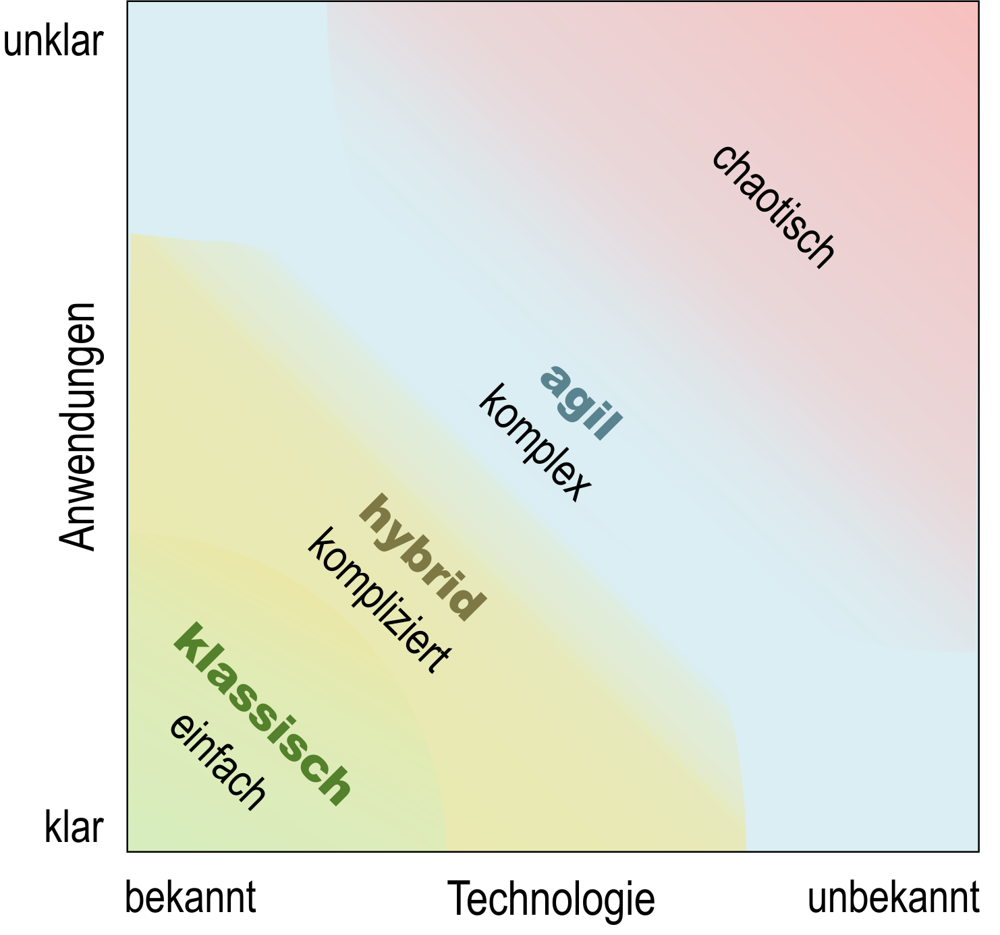 unklar
chaotisch
Anwendungen
agil
komplex
hybrid
kompliziert
klassisch
einfach
klar
bekannt
Technologie
unbekannt